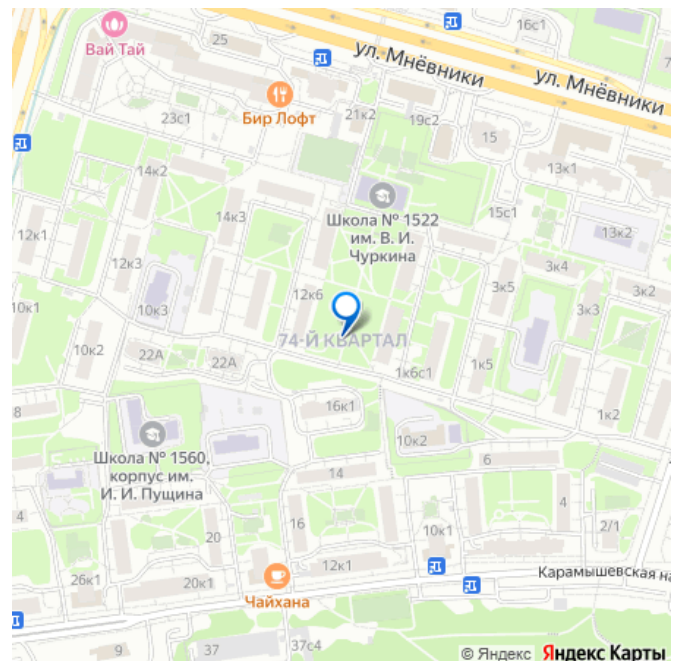 16с1
25
Вай Тай
ул. Мнёвники
ул. Мнёвники
7
Бир Лофт
23с1
21к2
19с2
15
14к2
13к1
Школа № 1522
им. В. И.
Чуркина
14к3
15с1
13к2
12к1
12к3
3к4
3к5
3к2
12к6
10к3
3к3
10к1
74-Й КВАРТАЛ
10к2
22А
22А
1к6с1
1к5
16к1
1к2
8
10к2
Школа № 1560,
корпус им.
И. И. Пущина
6
14
4
4
16
20
10к1
2/1
12к1
26к1
20к1
Карамышевская на
Чайхана
9
37
37с4
© Яндекс Яндекс Карты